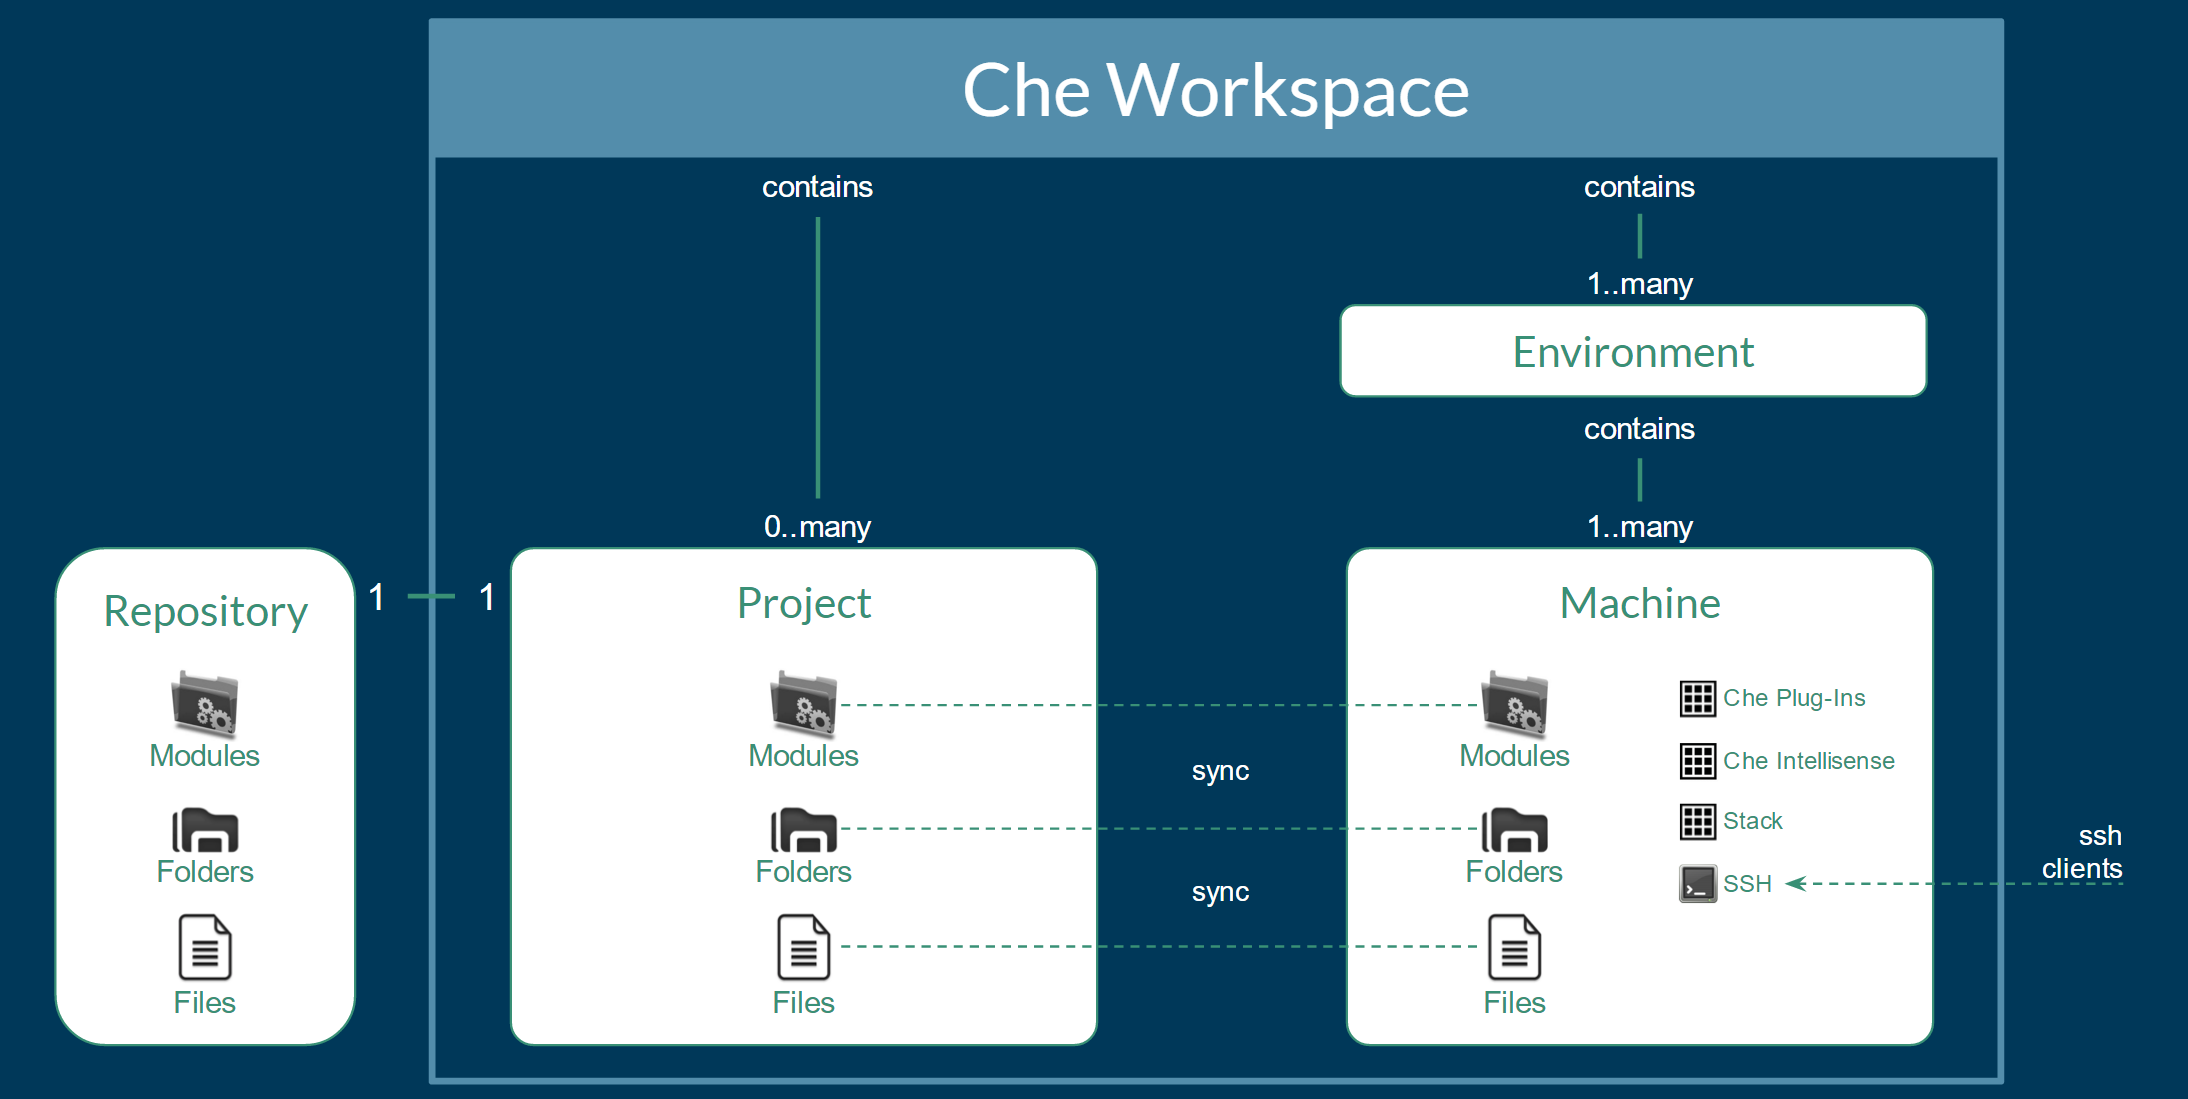 Che Workspace
contains
contains
1..many
Environment
contains
0..many
1..many
Repository
1
1
Project
Machine
Modules
Folders
Files
Modules
Folders
Files
sync
sync
Modules
Folders
Files
Che Plug-Ins
Che Intellisense
Stack
SSH
ssh
clients